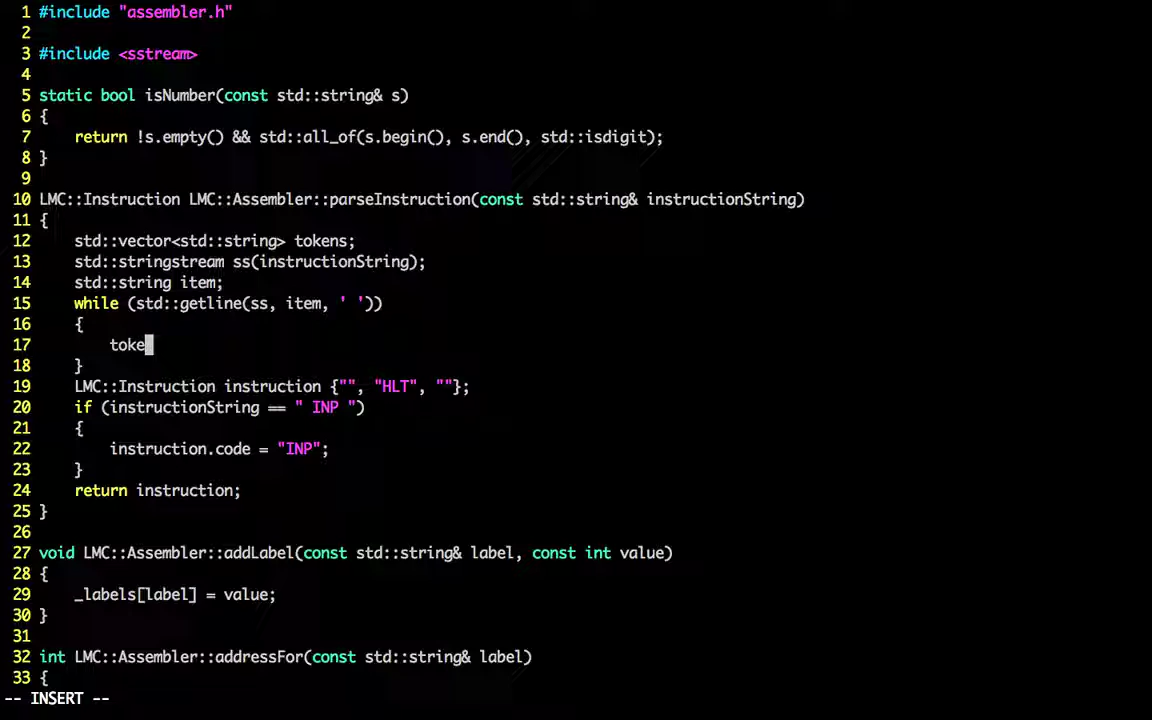 1 #include "assembler.h"
2
3 #include <sstream>
4
5 static bool isNumber(const std::string& s)
6 {
7     return !s.empty() && std::all_of(s.begin(), s.end(), std::isdigit);
8 }
9
10 LMC::Instruction LMC::Assembler::parseInstruction(const std::string& instructionString)
11 {
12     std::vector<std::string> tokens;
13     std::stringstream ss(instructionString);
14     std::string item;
15     while (std::getline(ss, item, ' '))
16     {
17         toke
18     }
19     LMC::Instruction instruction {"", "HLT", ""};
20     if (instructionString == " INP ")
21     {
22         instruction.code = "INP";
23     }
24     return instruction;
25 }
26
27 void LMC::Assembler::addLabel(const std::string& label, const int value)
28 {
29     _labels[label] = value;
30 }
31
32 int LMC::Assembler::addressFor(const std::string& label)
33 {
-- INSERT --